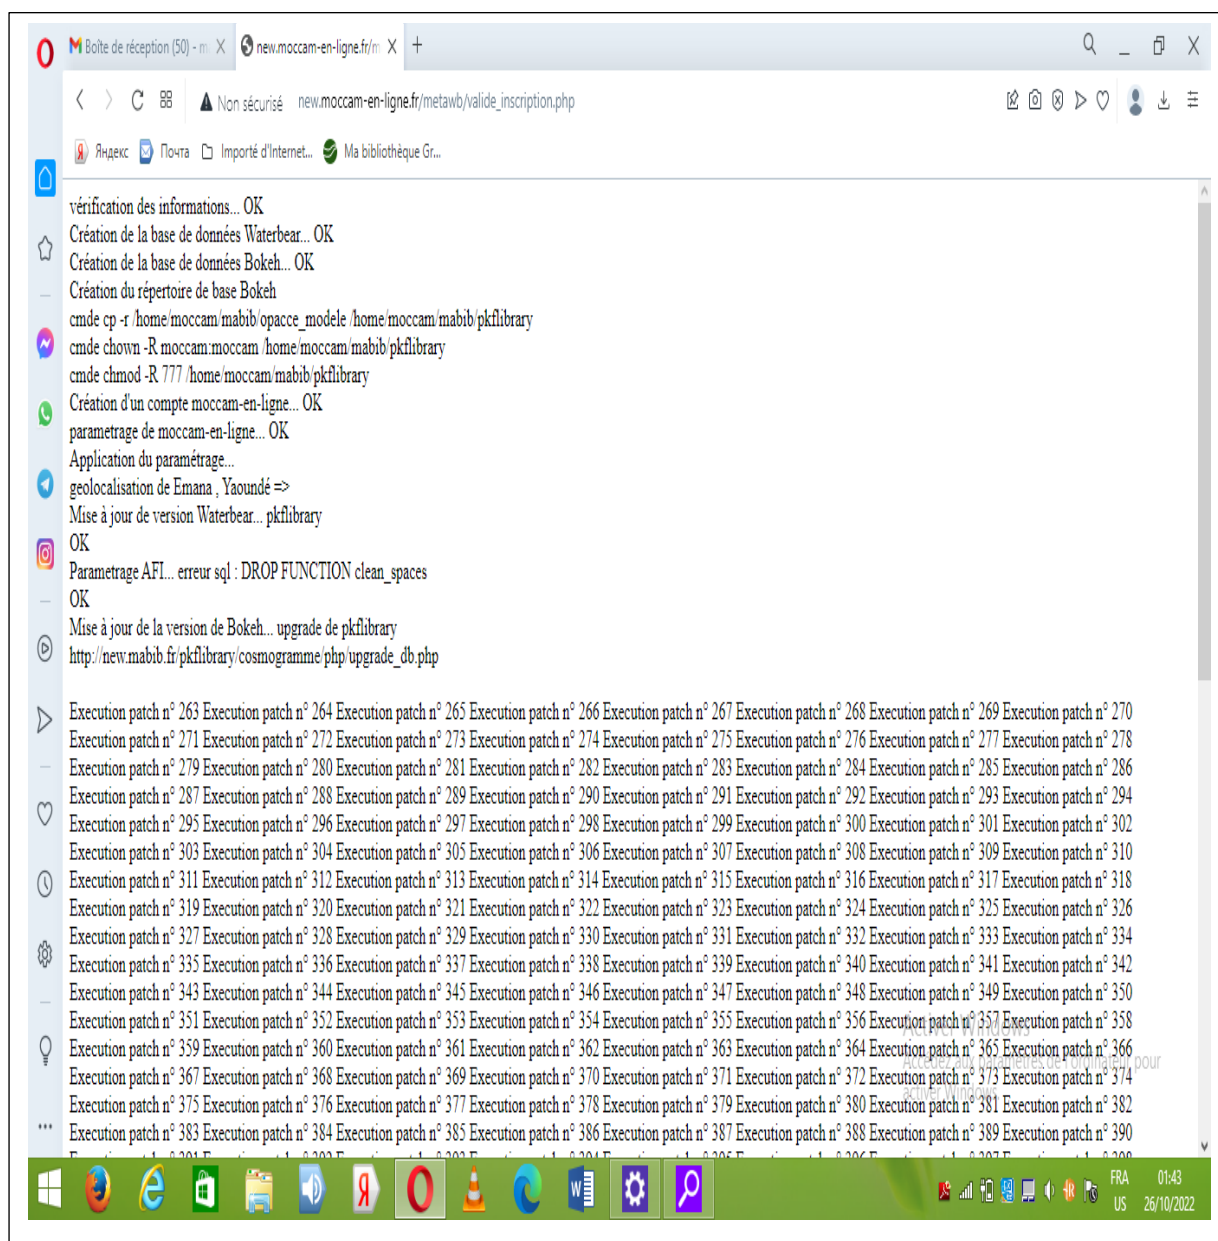 Boîte de réception (50) - m
new.moccam-en-ligne.fr/m
Non sécurisé new.moccam-en-ligne.fr/metawb/valide_inscription.php
Яндекс Почта Importé d'Internet... Ma bibliothèque Gr...
vérification des informations... OK
Création de la base de données Waterbear... OK
Création de la base de données Bokeh... OK
Création du répertoire de base Bokeh
cmde cp -r /home/moccam/mabib/opacce_modele /home/moccam/mabib/pkflibrary
cmde chown -R moccam:moccam /home/moccam/mabib/pkflibrary
cmde chmod -R 777 /home/moccam/mabib/pkflibrary
Création d'un compte moccam-en-ligne... OK
parametrage de moccam-en-ligne... OK
Application du paramétrage...
geolocalisation de Emana , Yaoundé =>
Mise à jour de version Waterbear... pkflibrary
OK
Parametrage AFI... erreur sql : DROP FUNCTION clean_spaces
OK
Mise à jour de la version de Bokeh... upgrade de pkflibrary
http://new.mabib.fr/pkflibrary/cosmogramme/php/upgrade_db.php
Execution patch n° 263 Execution patch n° 264 Execution patch n° 265 Execution patch n° 266 Execution patch n° 267 Execution patch n° 268 Execution patch n° 269 Execution patch n° 270
Execution patch n° 271 Execution patch n° 272 Execution patch n° 273 Execution patch n° 274 Execution patch n° 275 Execution patch n° 276 Execution patch n° 277 Execution patch n° 278
Execution patch n° 279 Execution patch n° 280 Execution patch n° 281 Execution patch n° 282 Execution patch n° 283 Execution patch n° 284 Execution patch n° 285 Execution patch n° 286
Execution patch n° 287 Execution patch n° 288 Execution patch n° 289 Execution patch n° 290 Execution patch n° 291 Execution patch n° 292 Execution patch n° 293 Execution patch n° 294
Execution patch n° 295 Execution patch n° 296 Execution patch n° 297 Execution patch n° 298 Execution patch n° 299 Execution patch n° 300 Execution patch n° 301 Execution patch n° 302
Execution patch n° 303 Execution patch n° 304 Execution patch n° 305 Execution patch n° 306 Execution patch n° 307 Execution patch n° 308 Execution patch n° 309 Execution patch n° 310
Execution patch n° 311 Execution patch n° 312 Execution patch n° 313 Execution patch n° 314 Execution patch n° 315 Execution patch n° 316 Execution patch n° 317 Execution patch n° 318
Execution patch n° 319 Execution patch n° 320 Execution patch n° 321 Execution patch n° 322 Execution patch n° 323 Execution patch n° 324 Execution patch n° 325 Execution patch n° 326
Execution patch n° 327 Execution patch n° 328 Execution patch n° 329 Execution patch n° 330 Execution patch n° 331 Execution patch n° 332 Execution patch n° 333 Execution patch n° 334
Execution patch n° 335 Execution patch n° 336 Execution patch n° 337 Execution patch n° 338 Execution patch n° 339 Execution patch n° 340 Execution patch n° 341 Execution patch n° 342
Execution patch n° 343 Execution patch n° 344 Execution patch n° 345 Execution patch n° 346 Execution patch n° 347 Execution patch n° 348 Execution patch n° 349 Execution patch n° 350
Execution patch n° 351 Execution patch n° 352 Execution patch n° 353 Execution patch n° 354 Execution patch n° 355 Execution patch n° 356 Execution patch n° 357 Execution patch n° 358
Execution patch n° 359 Execution patch n° 360 Execution patch n° 361 Execution patch n° 362 Execution patch n° 363 Execution patch n° 364 Execution patch n° 365 Execution patch n° 366
Execution patch n° 367 Execution patch n° 368 Execution patch n° 369 Execution patch n° 370 Execution patch n° 371 Execution patch n° 372 Execution patch n° 373 Execution patch n° 374
Execution patch n° 375 Execution patch n° 376 Execution patch n° 377 Execution patch n° 378 Execution patch n° 379 Execution patch n° 380 Execution patch n° 381 Execution patch n° 382
Execution patch n° 383 Execution patch n° 384 Execution patch n° 385 Execution patch n° 386 Execution patch n° 387 Execution patch n° 388 Execution patch n° 389 Execution patch n° 390
Activer Windows
Accédez aux paramètres de l'ordinateur pour
activer Windows
FRA 01:43
US 26/10/2022